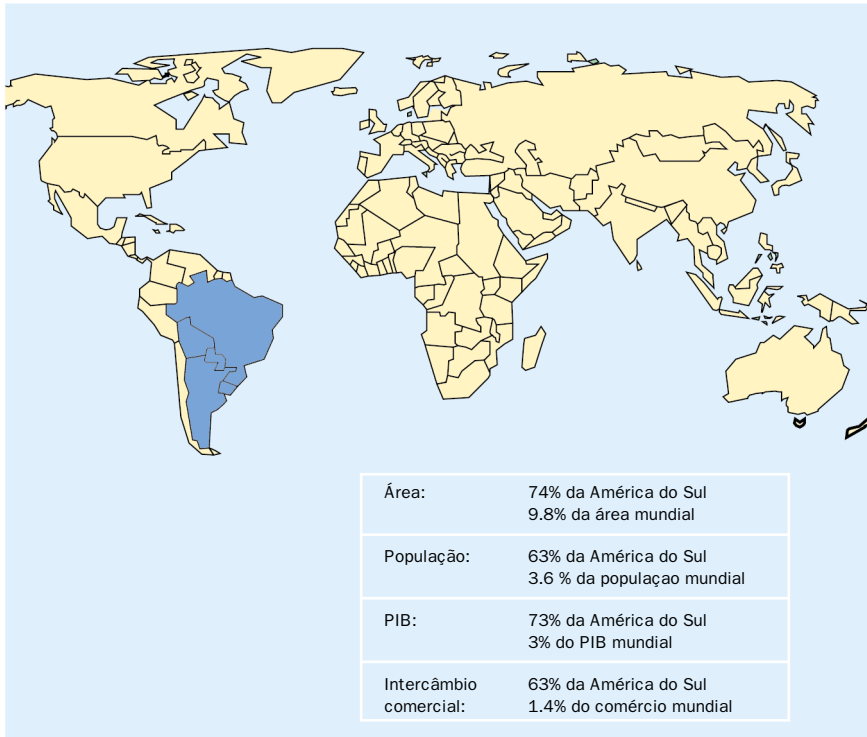 Área: 74% da América do Sul
9.8% da área mundial
População: 63% da América do Sul
3.6 % da populaçao mundial
PIB: 73% da América do Sul
3% do PIB mundial
Intercâmbio 63% da América do Sul
comercial: 1.4% do comércio mundial